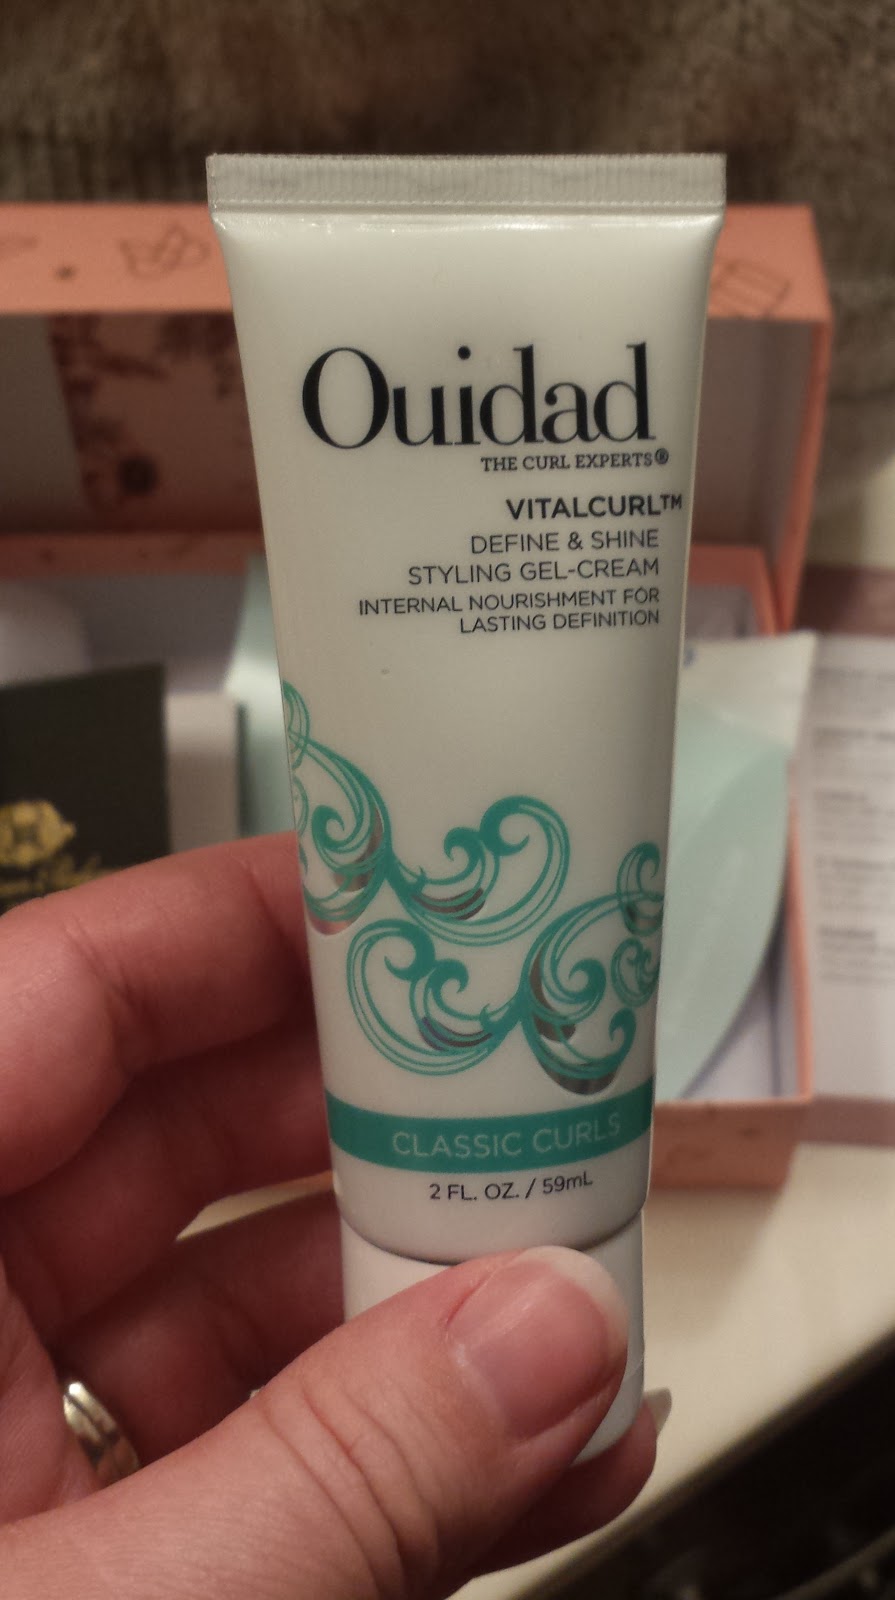 Ouidad
THE CURL EXPERTS®
VITALCURL™
DEFINE & SHINE
STYLING GEL-CREAM
INTERNAL NOURISHMENT FOR
LASTING DEFINITION
CLASSIC CURLS
2 FL. OZ. / 59mL